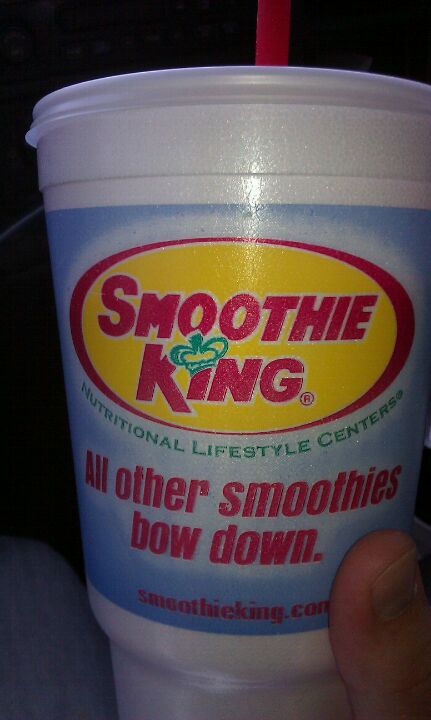 SMOOTHIE
KING®
NUTRITIONAL LIFESTYLE CENTERS®
All other smoothies
bow down.
smoothieking.com